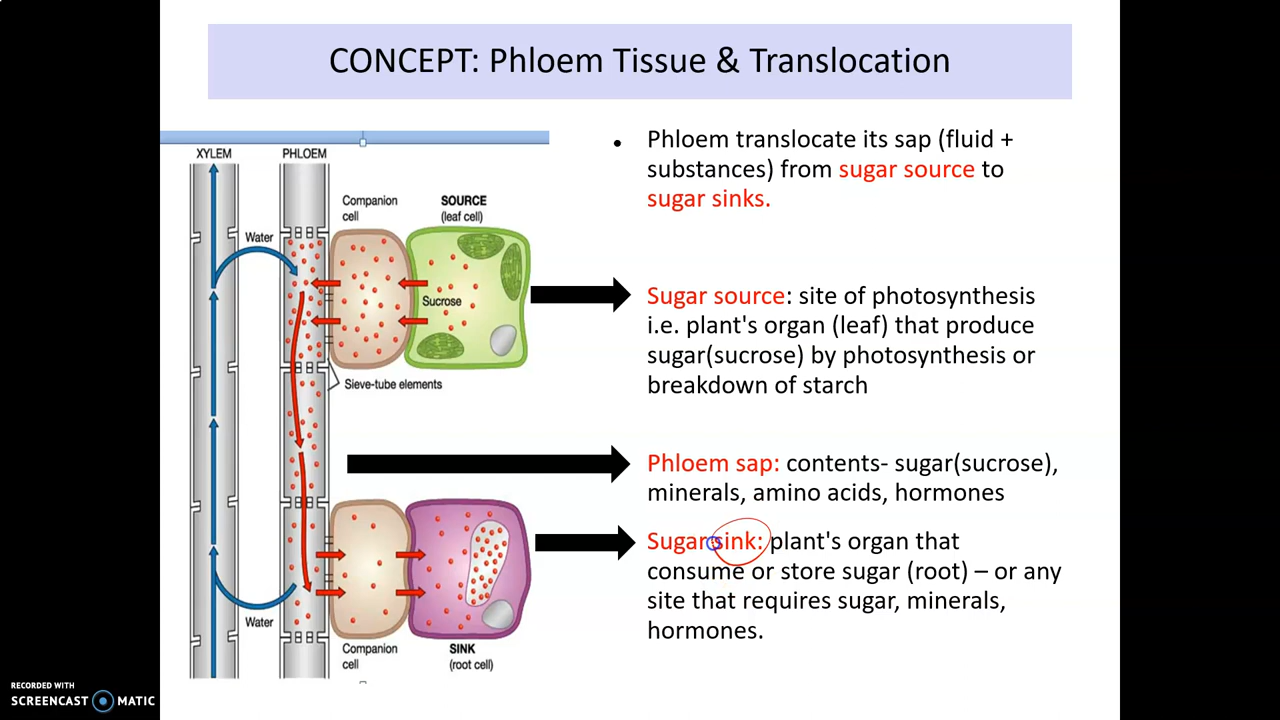 CONCEPT: Phloem Tissue & Translocation
XYLEM
PHLOEM
Companion
cell
SOURCE
(leaf cell)
Water
Sucrose
Sieve-tube elements
Water
Companion
cell
SINK
(root cell)
• Phloem translocate its sap (fluid +
substances) from sugar source to
sugar sinks.
Sugar source: site of photosynthesis
i.e. plant's organ (leaf) that produce
sugar(sucrose) by photosynthesis or
breakdown of starch
Phloem sap: contents- sugar(sucrose),
minerals, amino acids, hormones
Sugar sink: plant's organ that
consume or store sugar (root) – or any
site that requires sugar, minerals,
hormones.
RECORDED WITH
SCREENCAST MATIC